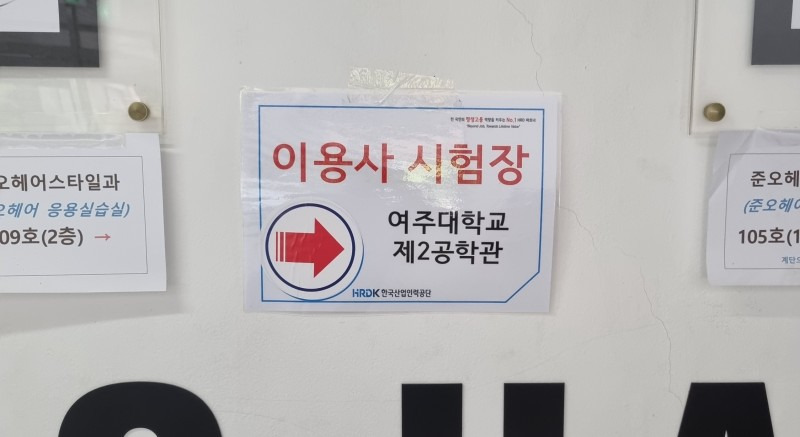 이용사 시험장
여주대학교
제2공학관
HRDK 한국산업인력공단
오헤어스타일과
오헤어 응용실습실)
09호(2층) →
준오헤
(준오헤어
105호(1